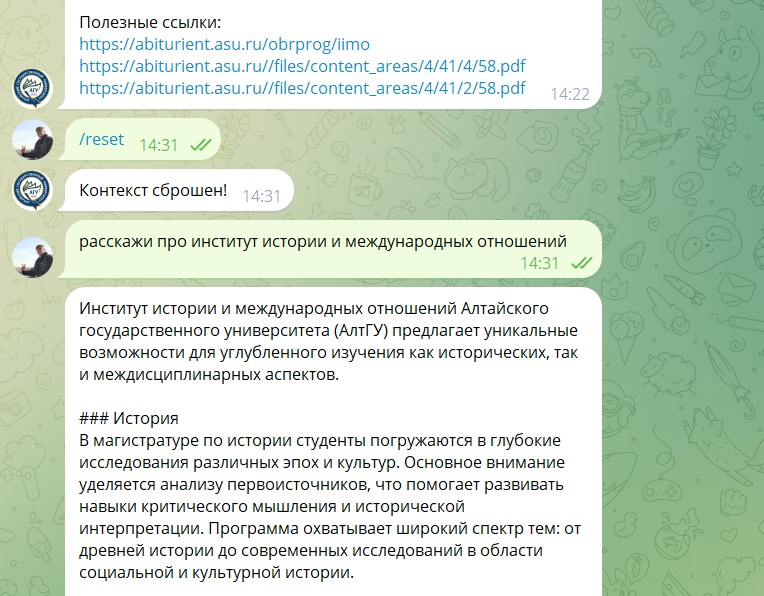 Полезные ссылки:
https://abiturient.asu.ru/obrprog/iimo
https://abiturient.asu.ru//files/content_areas/4/41/4/58.pdf
https://abiturient.asu.ru//files/content_areas/4/41/2/58.pdf
14:22
/reset
14:31
Контекст сброшен!
14:31
расскажи про институт истории и международных отношений
14:31
Институт истории и международных отношений Алтайского
государственного университета (АлтГУ) предлагает уникальные
возможности для углубленного изучения как исторических, так
и междисциплинарных аспектов.
### История
В магистратуре по истории студенты погружаются в глубокие
исследования различных эпох и культур. Основное внимание
уделяется анализу первоисточников, что помогает развивать
навыки критического мышления и исторической
интерпретации. Программа охватывает широкий спектр тем: от
древней истории до современных исследований в области
социальной и культурной истории.